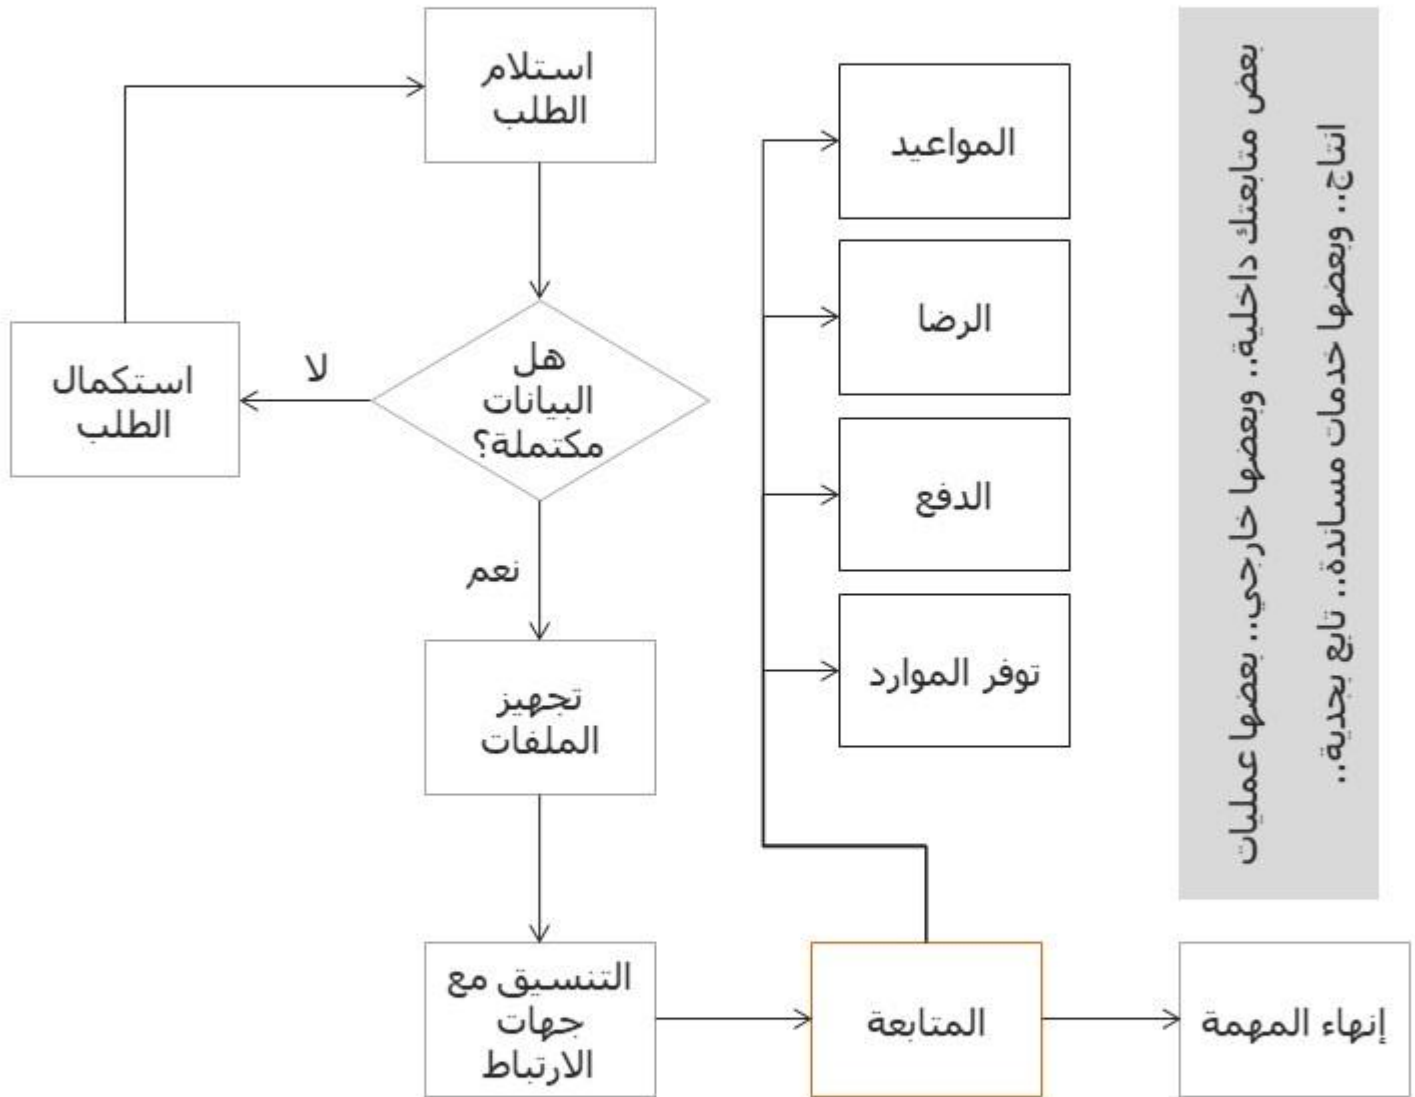 استلام
الطلب
هل
البيانات
مكتملة؟
لا
استكمال
الطلب
نعم
تجهيز
الملفات
التنسيق مع
جهات
الارتباط
المتابعة
المواعيد
الرضا
الدفع
توفر الموارد
إنهاء المهمة
بعض متابعتك داخلية.. وبعضها خارجي.. بعضها عمليات
انتاج.. وبعضها خدمات مساندة.. تابع بجدية..